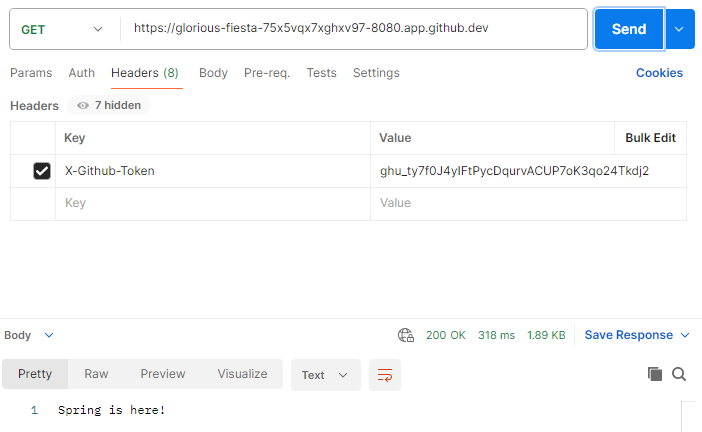 GET https://glorious-fiesta-75x5vqx7xghxv97-8080.app.github.dev Send
Params Auth Headers (8) Body Pre-req. Tests Settings Cookies
Headers 7 hidden
Key Value Bulk Edit
X-Github-Token ghu_ty7f0J4yIFtPycDqurvACUP7oK3qo24Tkdj2
Key Value
Body 200 OK 318 ms 1.89 KB Save Response
Pretty Raw Preview Visualize Text
1 Spring is here!